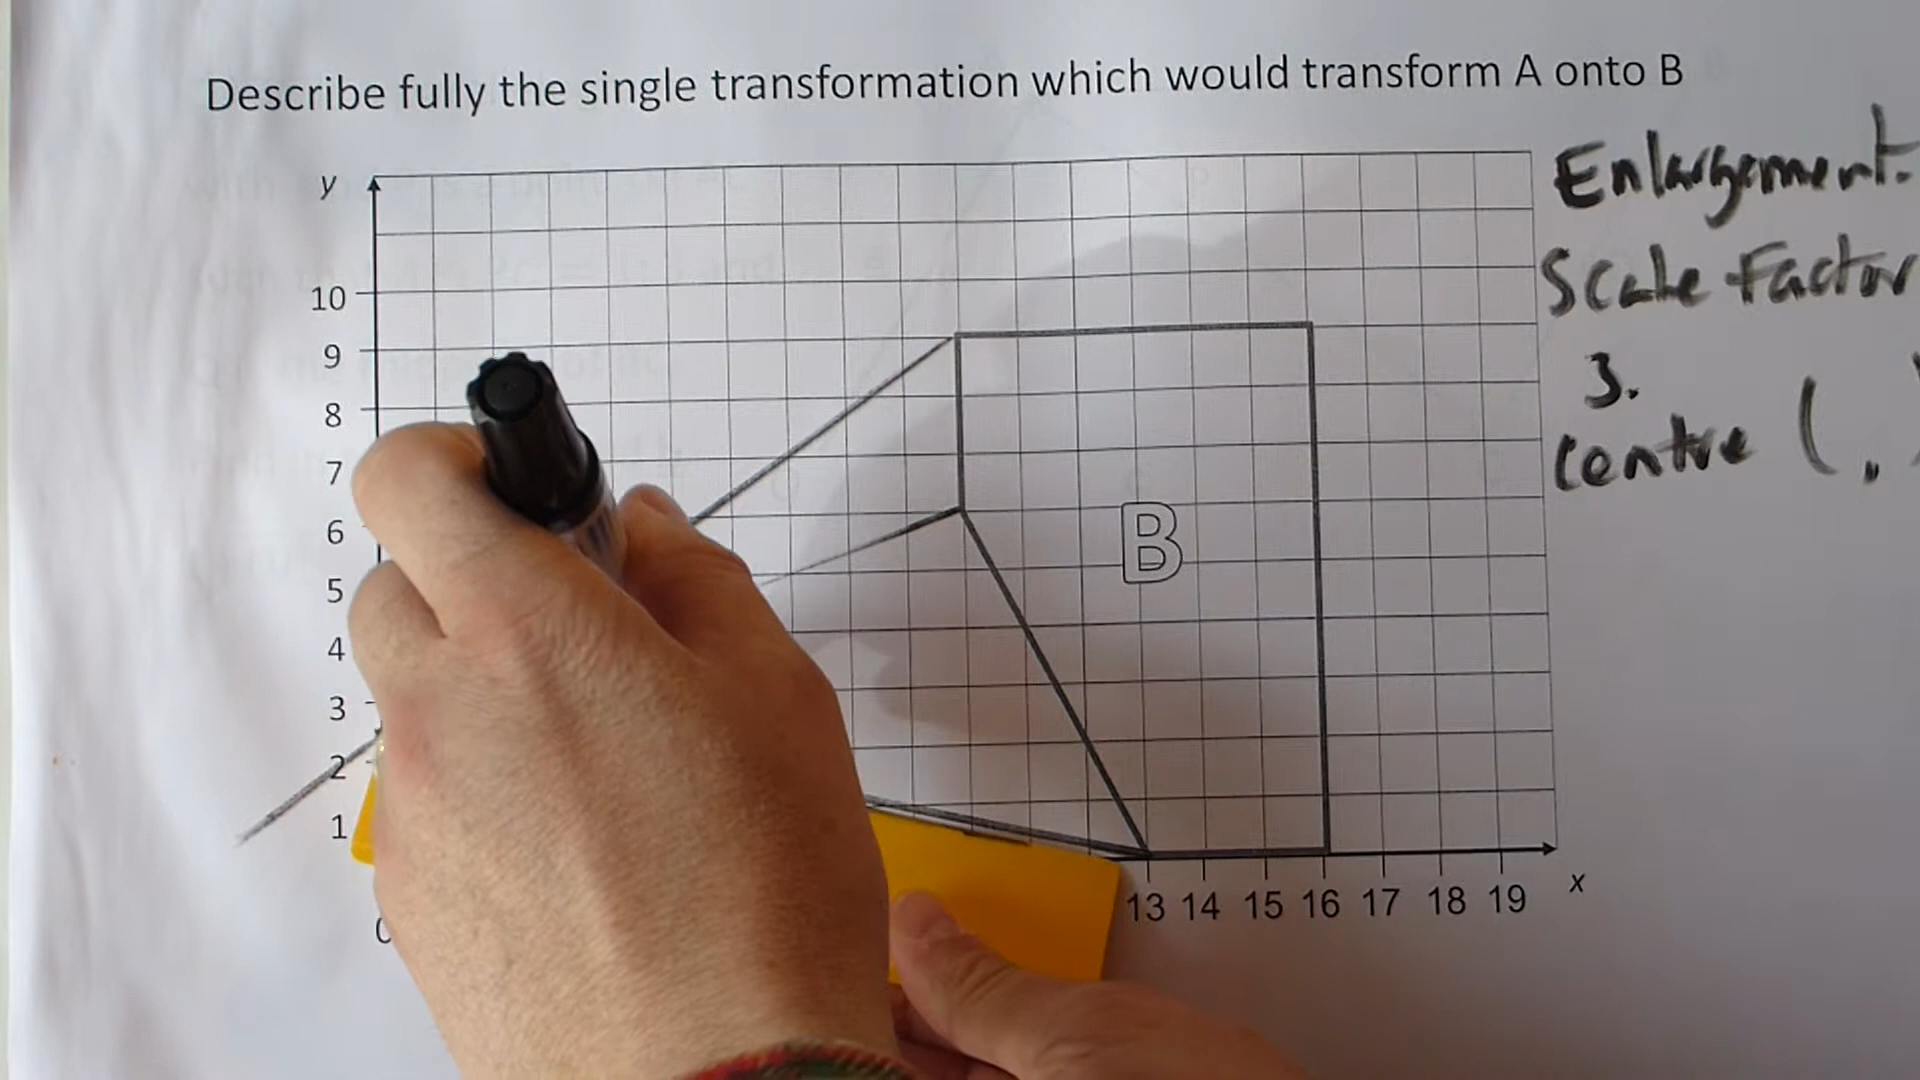 Describe fully the single transformation which would transform A onto B
y
Enlargement.
Scale Factor
3.
Centre ( , )
10
9
8
7
6
5
4
3
2
1
0
B
13 14 15 16 17 18 19
x